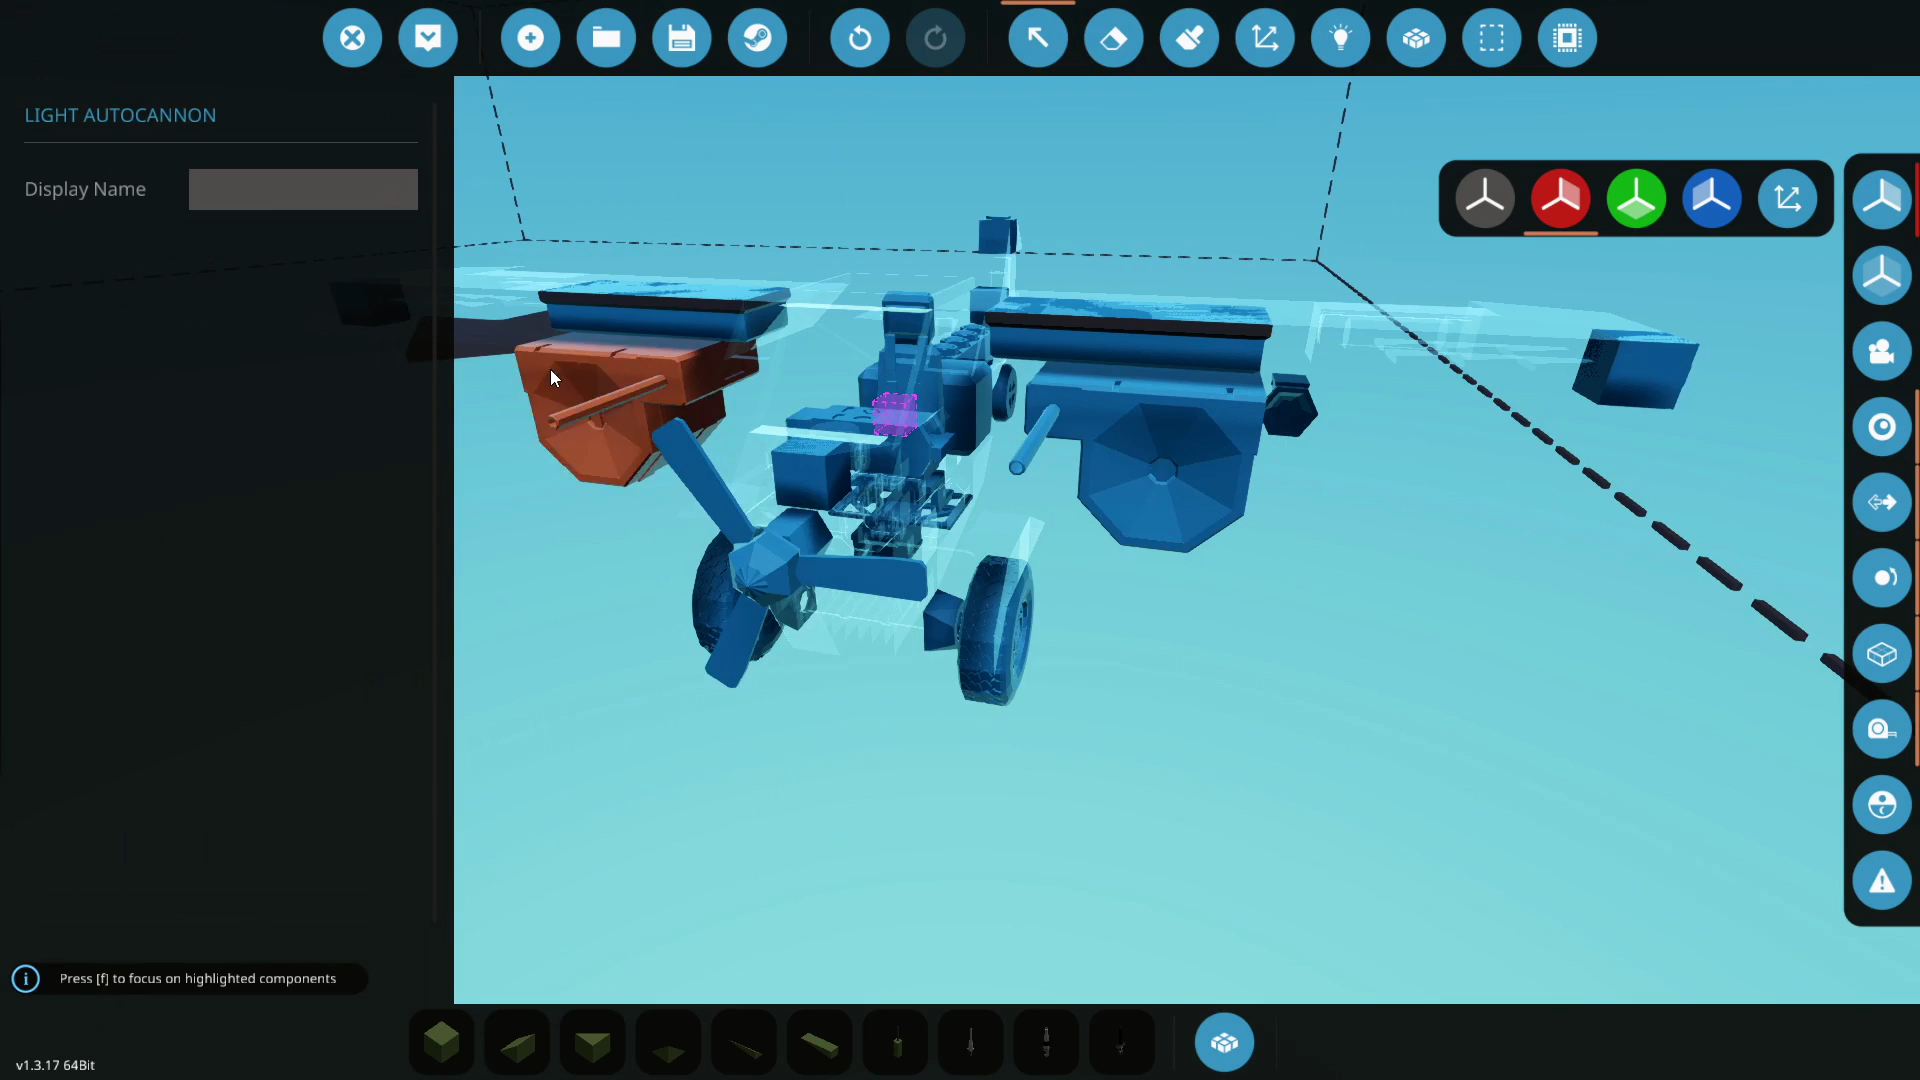 LIGHT AUTOCANNON
Display Name
Press [f] to focus on highlighted components
v1.3.17 64Bit